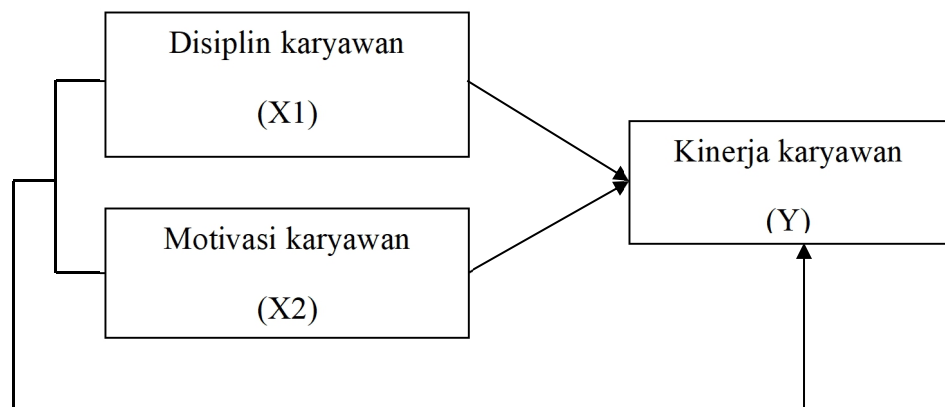 Disiplin karyawan
(X1)
Kinerja karyawan
(Y)
Motivasi karyawan
(X2)